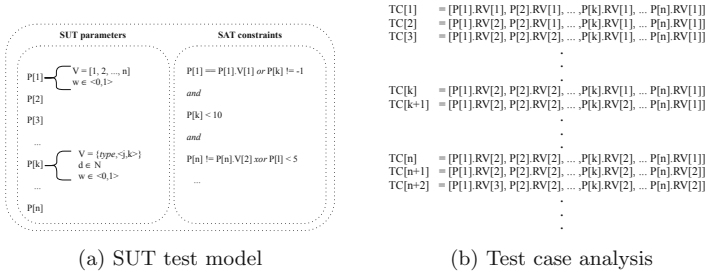 SUT parameters
P[1]
V = [1, 2, ..., n]
w ∈ <0,1>
P[2]
P[3]
...
P[k]
V = {type,<j,k>}
d ∈ N
w ∈ <0,1>
...
P[n]
SAT constraints
P[1] == P[1].V[1] or P[k] != -1
and
P[k] < 10
and
P[n] != P[n].V[2] xor P[l] < 5
...
(a) SUT test model
TC[1] = [P[1].RV[1], P[2].RV[1], ... ,P[k].RV[1], ... P[n].RV[1]]
TC[2] = [P[1].RV[2], P[2].RV[1], ... ,P[k].RV[1], ... P[n].RV[1]]
TC[3] = [P[1].RV[2], P[2].RV[2], ... ,P[k].RV[1], ... P[n].RV[1]]
.
.
.
TC[k] = [P[1].RV[2], P[2].RV[2], ... ,P[k].RV[1], ... P[n].RV[1]]
TC[k+1] = [P[1].RV[2], P[2].RV[2], ... ,P[k].RV[2], ... P[n].RV[1]]
.
.
.
TC[n] = [P[1].RV[2], P[2].RV[2], ... ,P[k].RV[2], ... P[n].RV[1]]
TC[n+1] = [P[1].RV[2], P[2].RV[2], ... ,P[k].RV[2], ... P[n].RV[2]]
TC[n+2] = [P[1].RV[3], P[2].RV[2], ... ,P[k].RV[2], ... P[n].RV[2]]
.
.
.
(b) Test case analysis